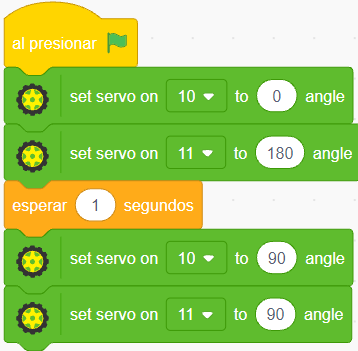 al presionar
set servo on 10 to 0 angle
set servo on 11 to 180 angle
esperar 1 segundos
set servo on 10 to 90 angle
set servo on 11 to 90 angle